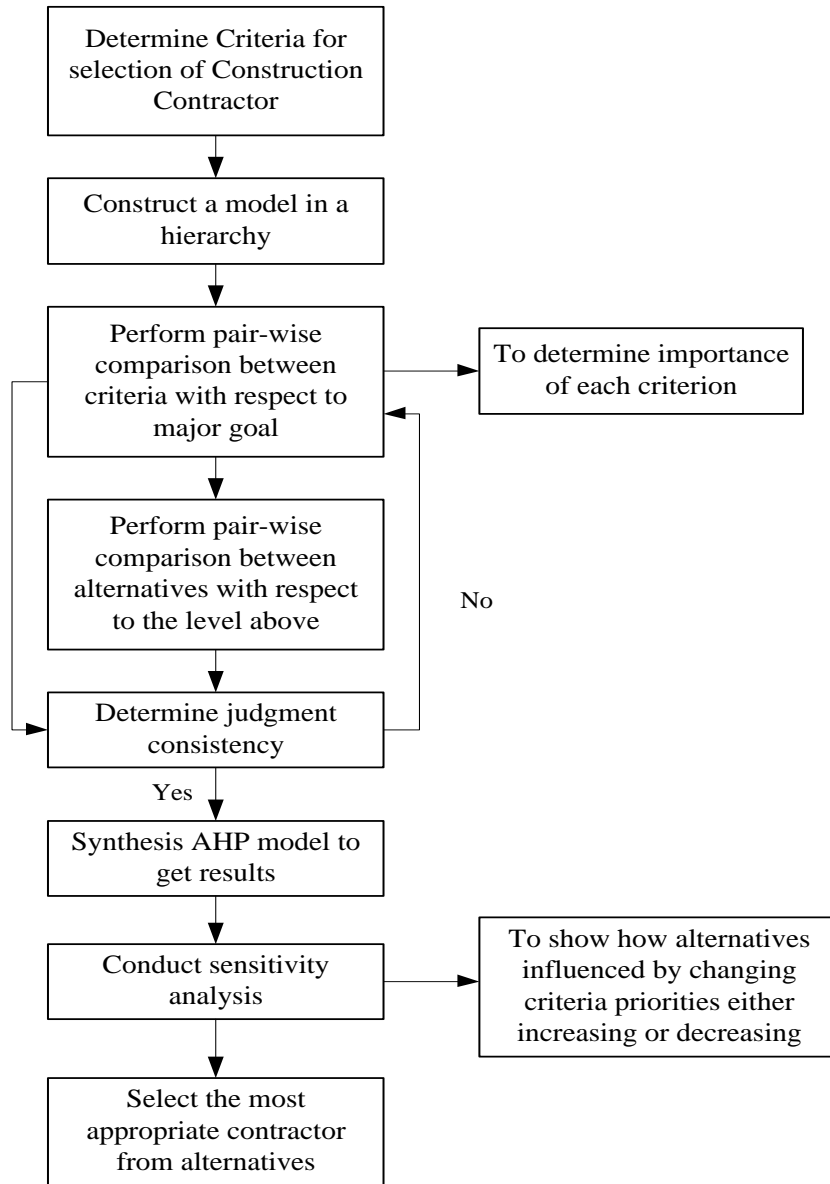 Determine Criteria for
selection of Construction
Contractor
Construct a model in a
hierarchy
Perform pair-wise
comparison between
criteria with respect to
major goal
To determine importance
of each criterion
Perform pair-wise
comparison between
alternatives with respect
to the level above
No
Determine judgment
consistency
Yes
Synthesis AHP model to
get results
Conduct sensitivity
analysis
To show how alternatives
influenced by changing
criteria priorities either
increasing or decreasing
Select the most
appropriate contractor
from alternatives